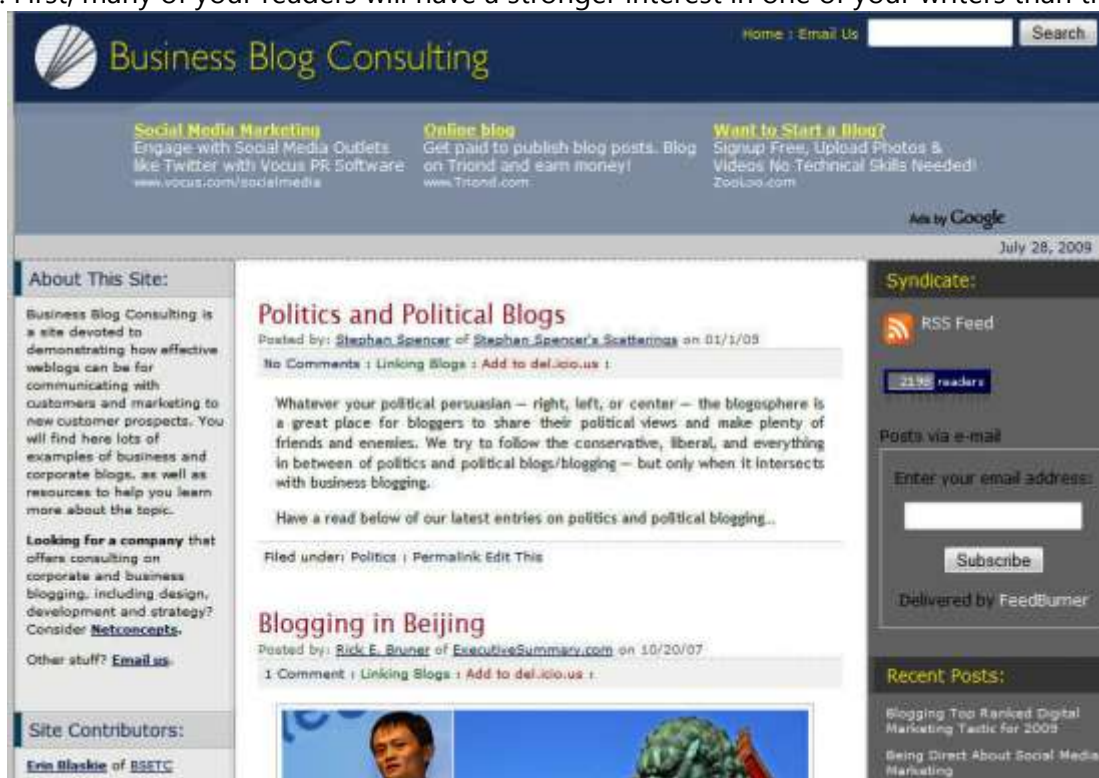 . First, many of your readers will have a stronger interest in one of your writers than th
Business Blog Consulting
Home : Email Us
Search
Social Media Marketing
Engage with Social Media Outlets
like Twitter with Vocus PR Software
www.vocus.com/socialmedia
Online blog
Get paid to publish blog posts. Blog
on Triond and earn money!
www.Triond.com
Want to Start a Blog?
Signup Free, Upload Photos &
Videos No Technical Skills Needed!
ZooLoo.com
Ads by Google
July 28, 2009
About This Site:
Business Blog Consulting is
a site devoted to
demonstrating how effective
weblogs can be for
communicating with
customers and marketing to
new customer prospects. You
will find here lots of
examples of business and
corporate blogs, as well as
resources to help you learn
more about the topic.
Looking for a company that
offers consulting on
corporate and business
blogging, including design,
development and strategy?
Consider Netconcepts.
Other stuff? Email us.
Site Contributors:
Erin Blaskie of BSETC
Politics and Political Blogs
Posted by: Stephan Spencer of Stephan Spencer's Scatterings on 01/1/09
No Comments : Linking Blogs : Add to del.icio.us :
Whatever your political persuasian — right, left, or center — the blogosphere is
a great place for bloggers to share their political views and make plenty of
friends and enemies. We try to follow the conservative, liberal, and everything
in between of politics and political blogs/blogging — but only when it intersects
with business blogging.
Have a read below of our latest entries on politics and political blogging...
Filed under: Politics : Permalink Edit This
Blogging in Beijing
Posted by: Rick E. Bruner of ExecutiveSummary.com on 10/20/07
1 Comment : Linking Blogs : Add to del.icio.us :
Syndicate:
RSS Feed
2198 readers
Posts via e-mail
Enter your email address:
Subscribe
Delivered by FeedBurner
Recent Posts:
Blogging Top Ranked Digital
Marketing Tactic for 2009
Being Direct About Social Media
Marketing